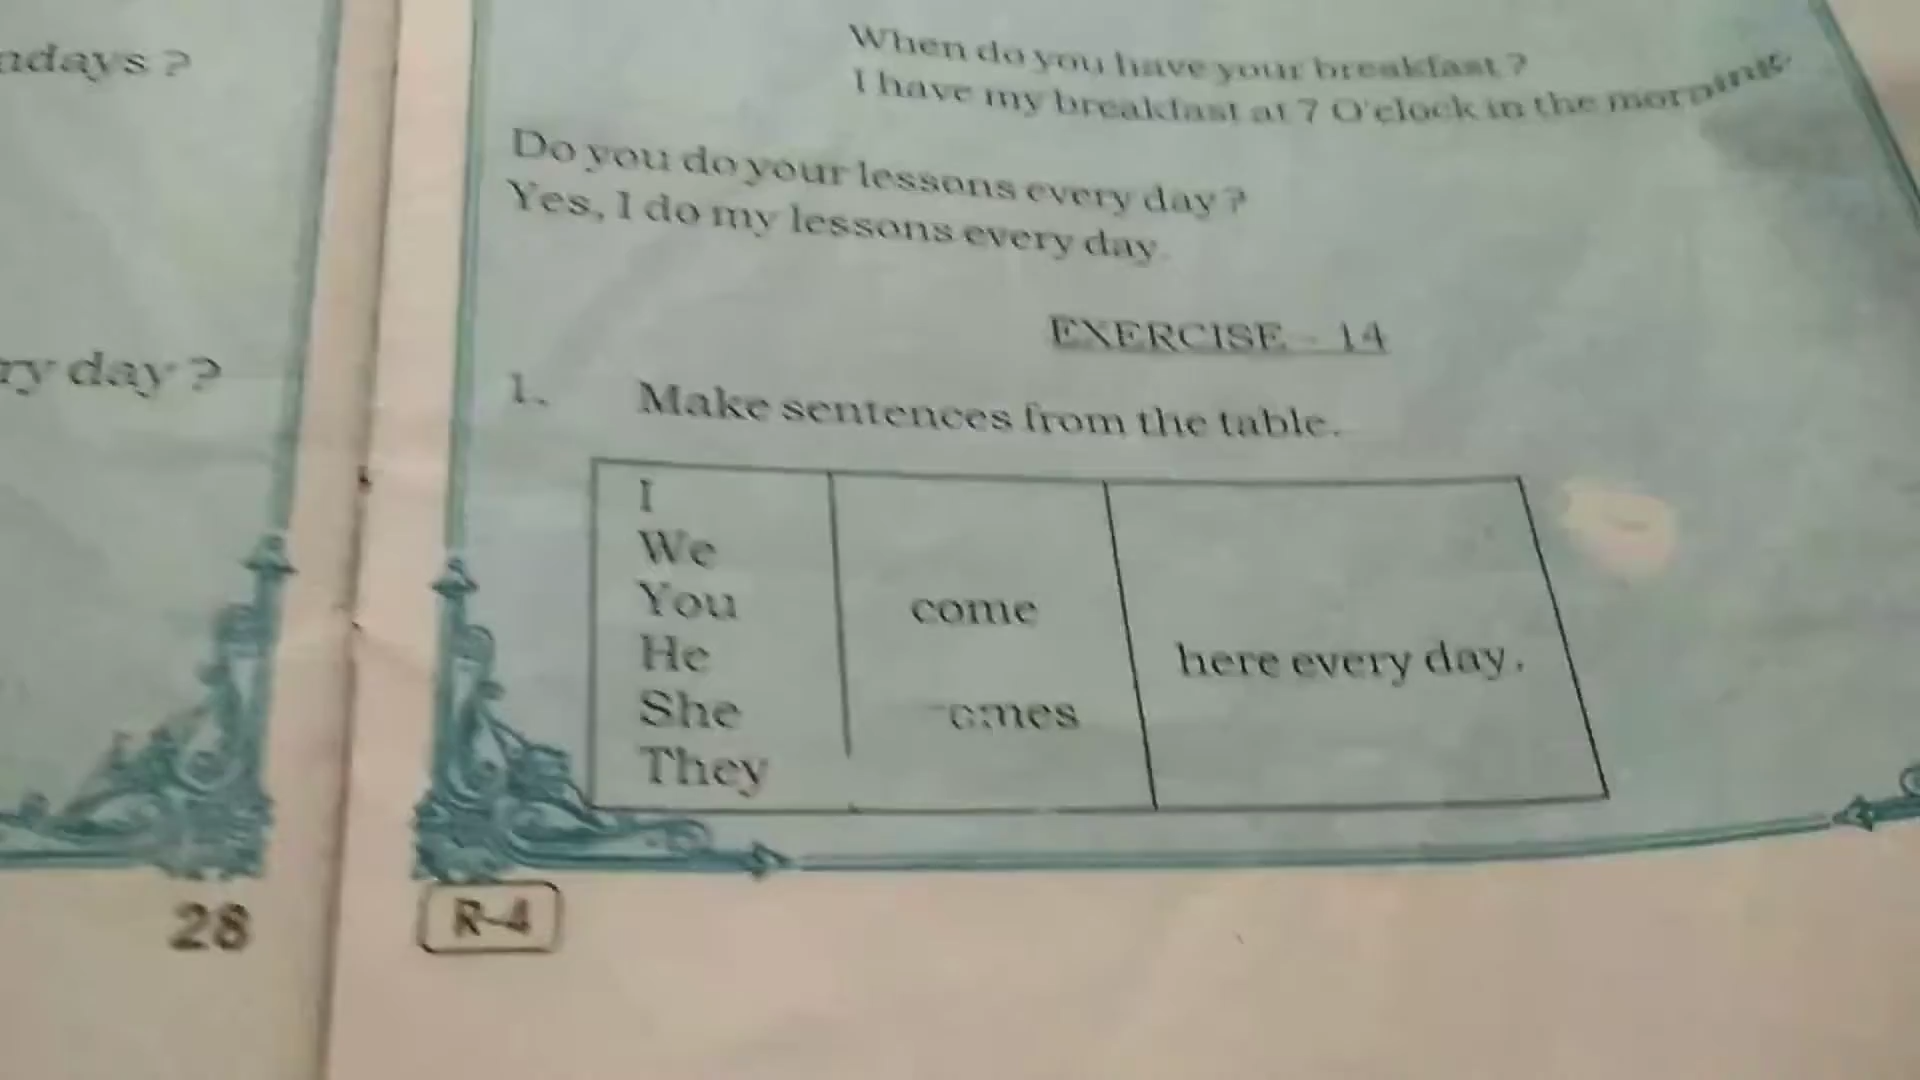 When do you have your breakfast ?
I have my breakfast at 7 O'clock in the morning.
Do you do your lessons every day ?
Yes, I do my lessons every day.
EXERCISE - 14
day ?
1. Make sentences from the table.
I
We
You
He
She
They
come
comes
here every day.
28
R-4